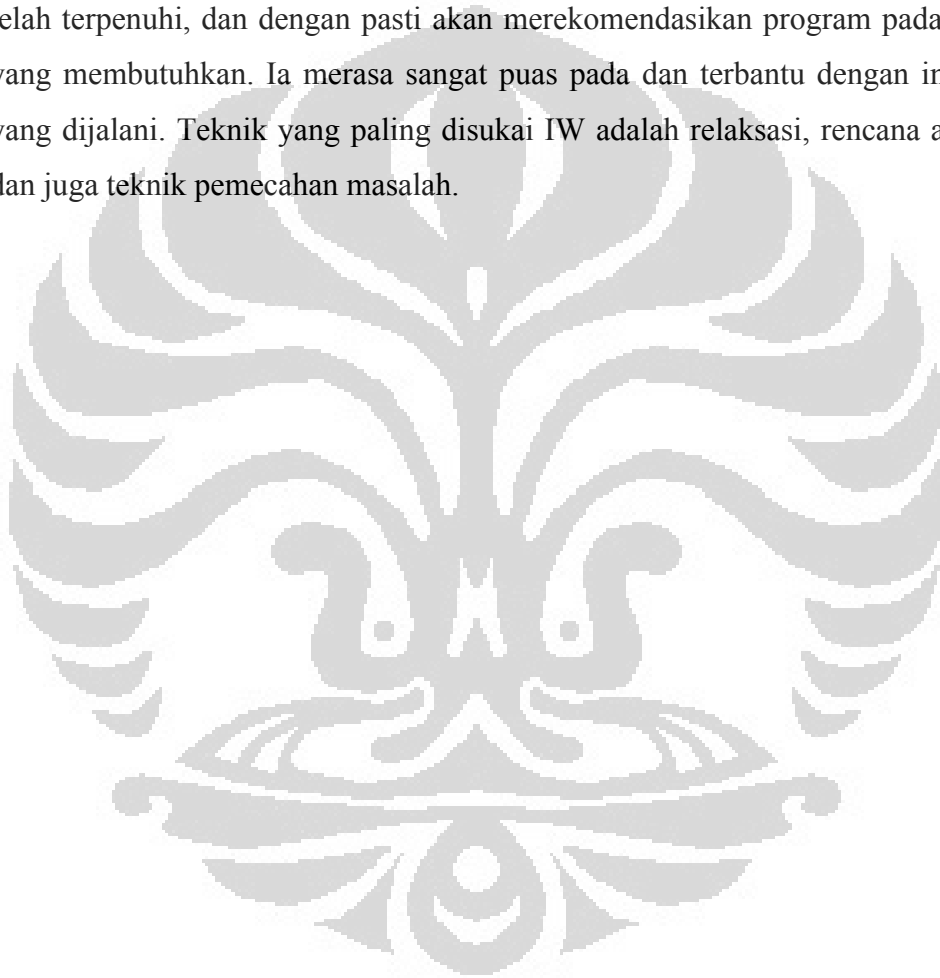 elah terpenuhi, dan dengan pasti akan merekomendasikan program pada
yang membutuhkan. Ia merasa sangat puas pada dan terbantu dengan in
yang dijalani. Teknik yang paling disukai IW adalah relaksasi, rencana a
dan juga teknik pemecahan masalah.